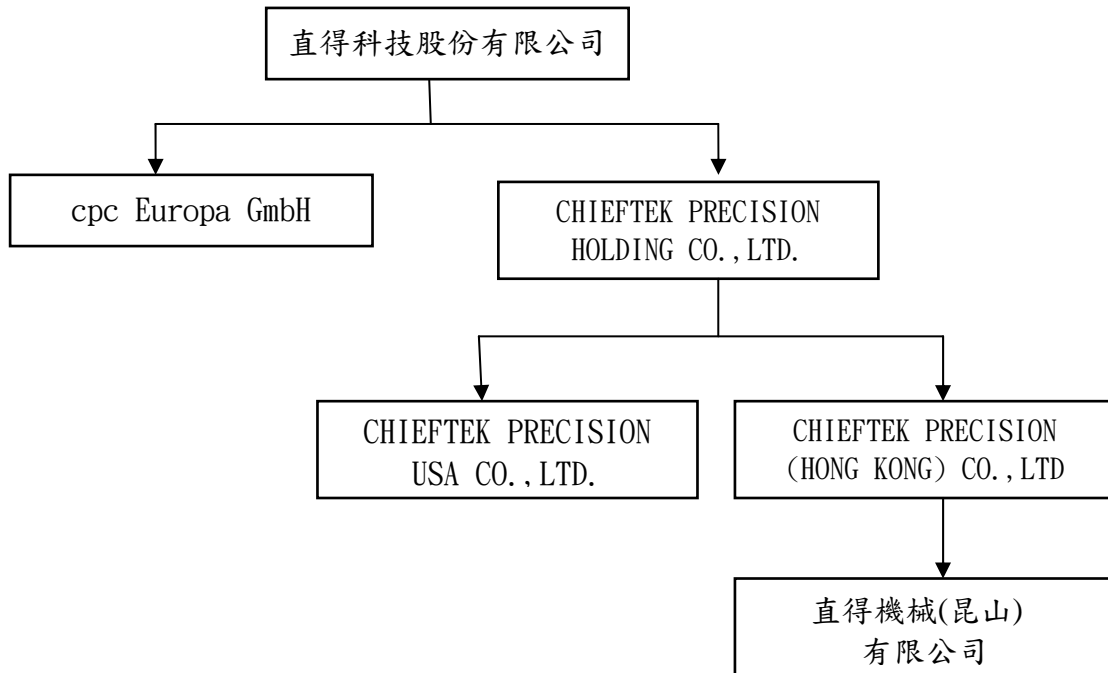 直得科技股份有限公司
cpc Europa GmbH
CHIEFTEK PRECISION
HOLDING CO.,LTD.
CHIEFTEK PRECISION
USA CO.,LTD.
CHIEFTEK PRECISION
(HONG KONG) CO.,LTD
直得機械(昆山)
有限公司